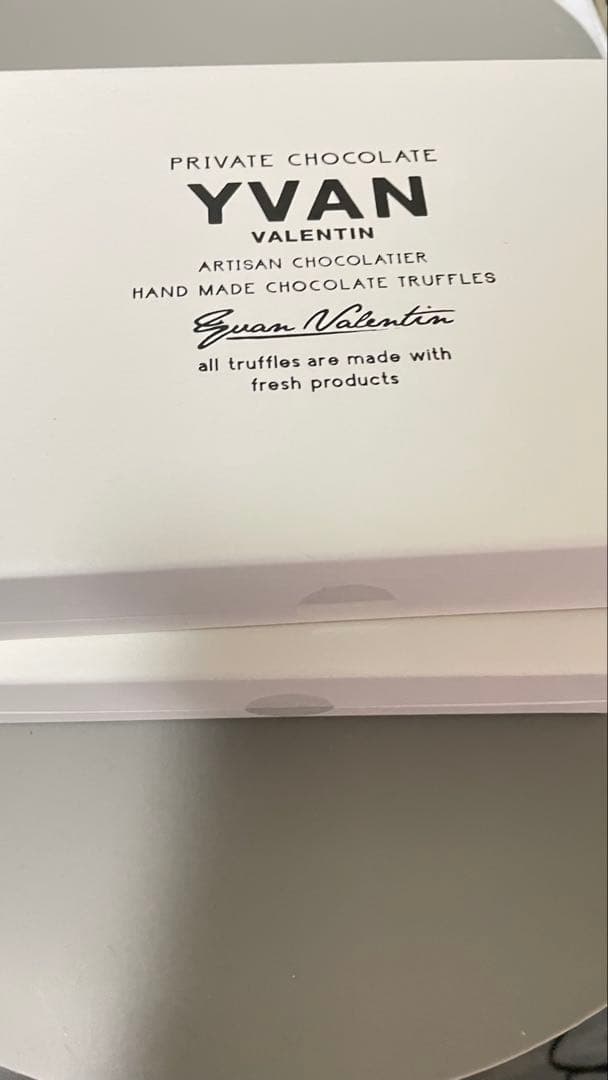 PRIVATE CHOCOLATE
YVAN
VALENTIN
ARTISAN CHOCOLATIER
HAND MADE CHOCOLATE TRUFFLES
Yvan Valentin
all truffles are made with
fresh products